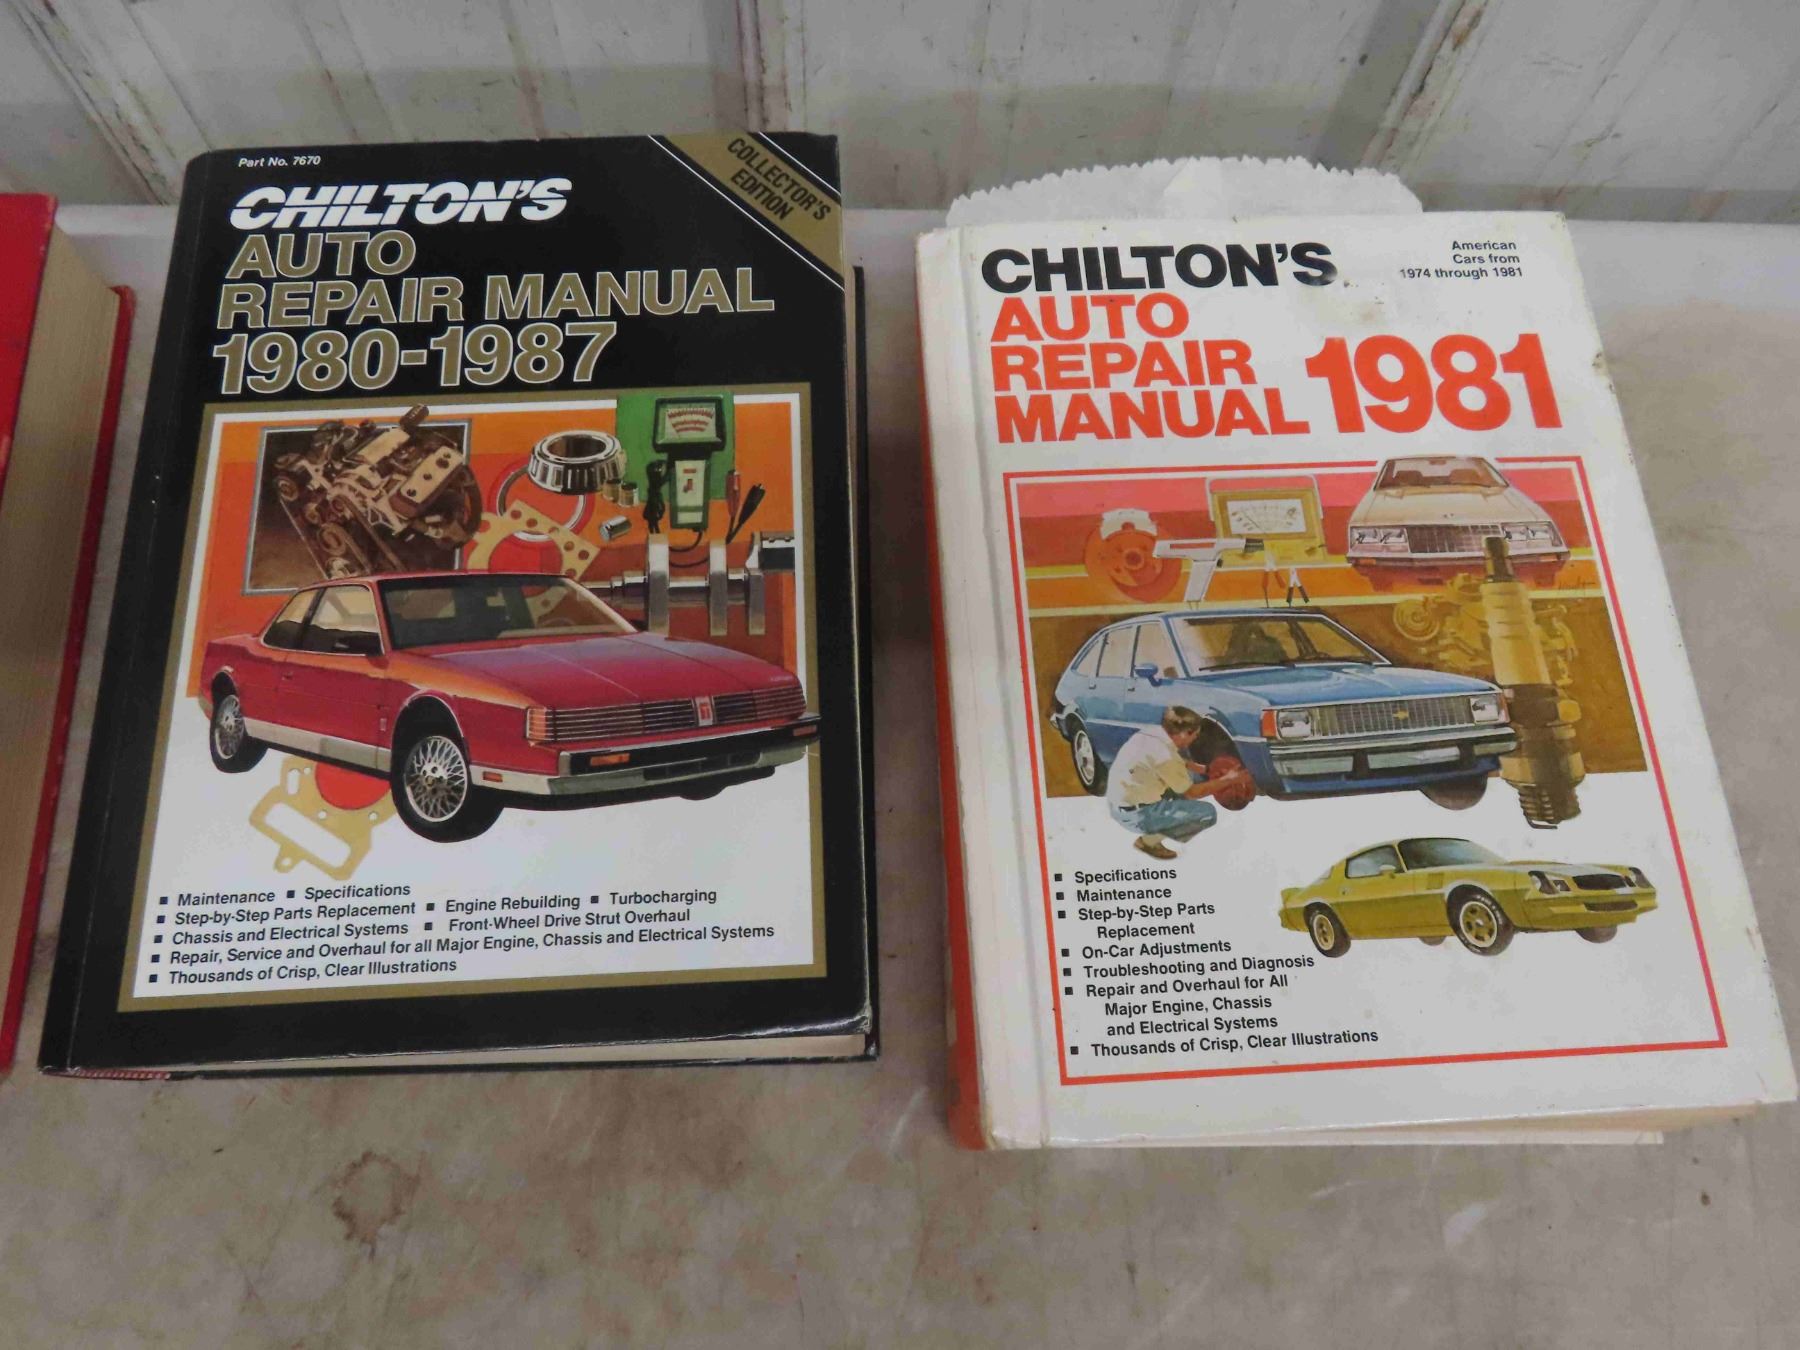 Part No. 7670
COLLECTOR'S
EDITION
CHILTON'S
AUTO
REPAIR MANUAL
1980-1987
■ Maintenance ■ Specifications
■ Step-by-Step Parts Replacement ■ Engine Rebuilding ■ Turbocharging
■ Chassis and Electrical Systems ■ Front-Wheel Drive Strut Overhaul
■ Repair, Service and Overhaul for all Major Engine, Chassis and Electrical Systems
■ Thousands of Crisp, Clear Illustrations
CHILTON'S
American
Cars from
1974 through 1981
AUTO
REPAIR
MANUAL 1981
■ Specifications
■ Maintenance
■ Step-by-Step Parts
Replacement
■ On-Car Adjustments
■ Troubleshooting and Diagnosis
■ Repair and Overhaul for All
Major Engine, Chassis
and Electrical Systems
■ Thousands of Crisp, Clear Illustrations